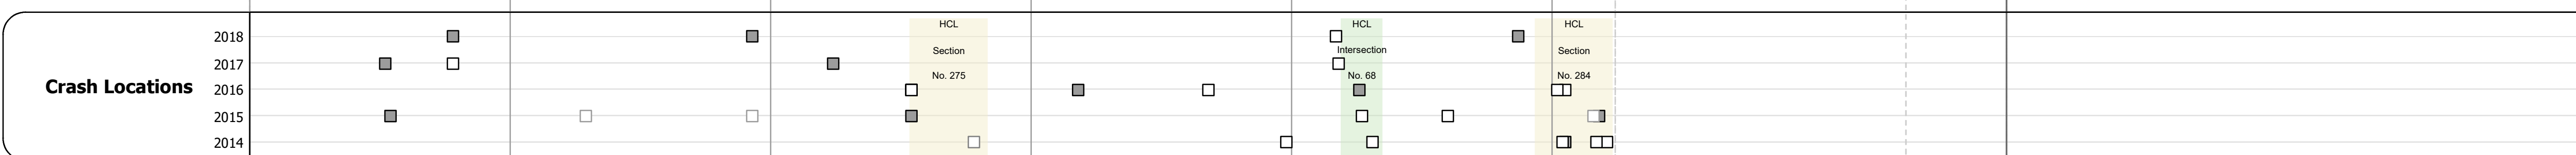 Crash Locations
2018
2017
2016
2015
2014
HCL
Section
No. 275
HCL
Intersection
No. 68
HCL
Section
No. 284